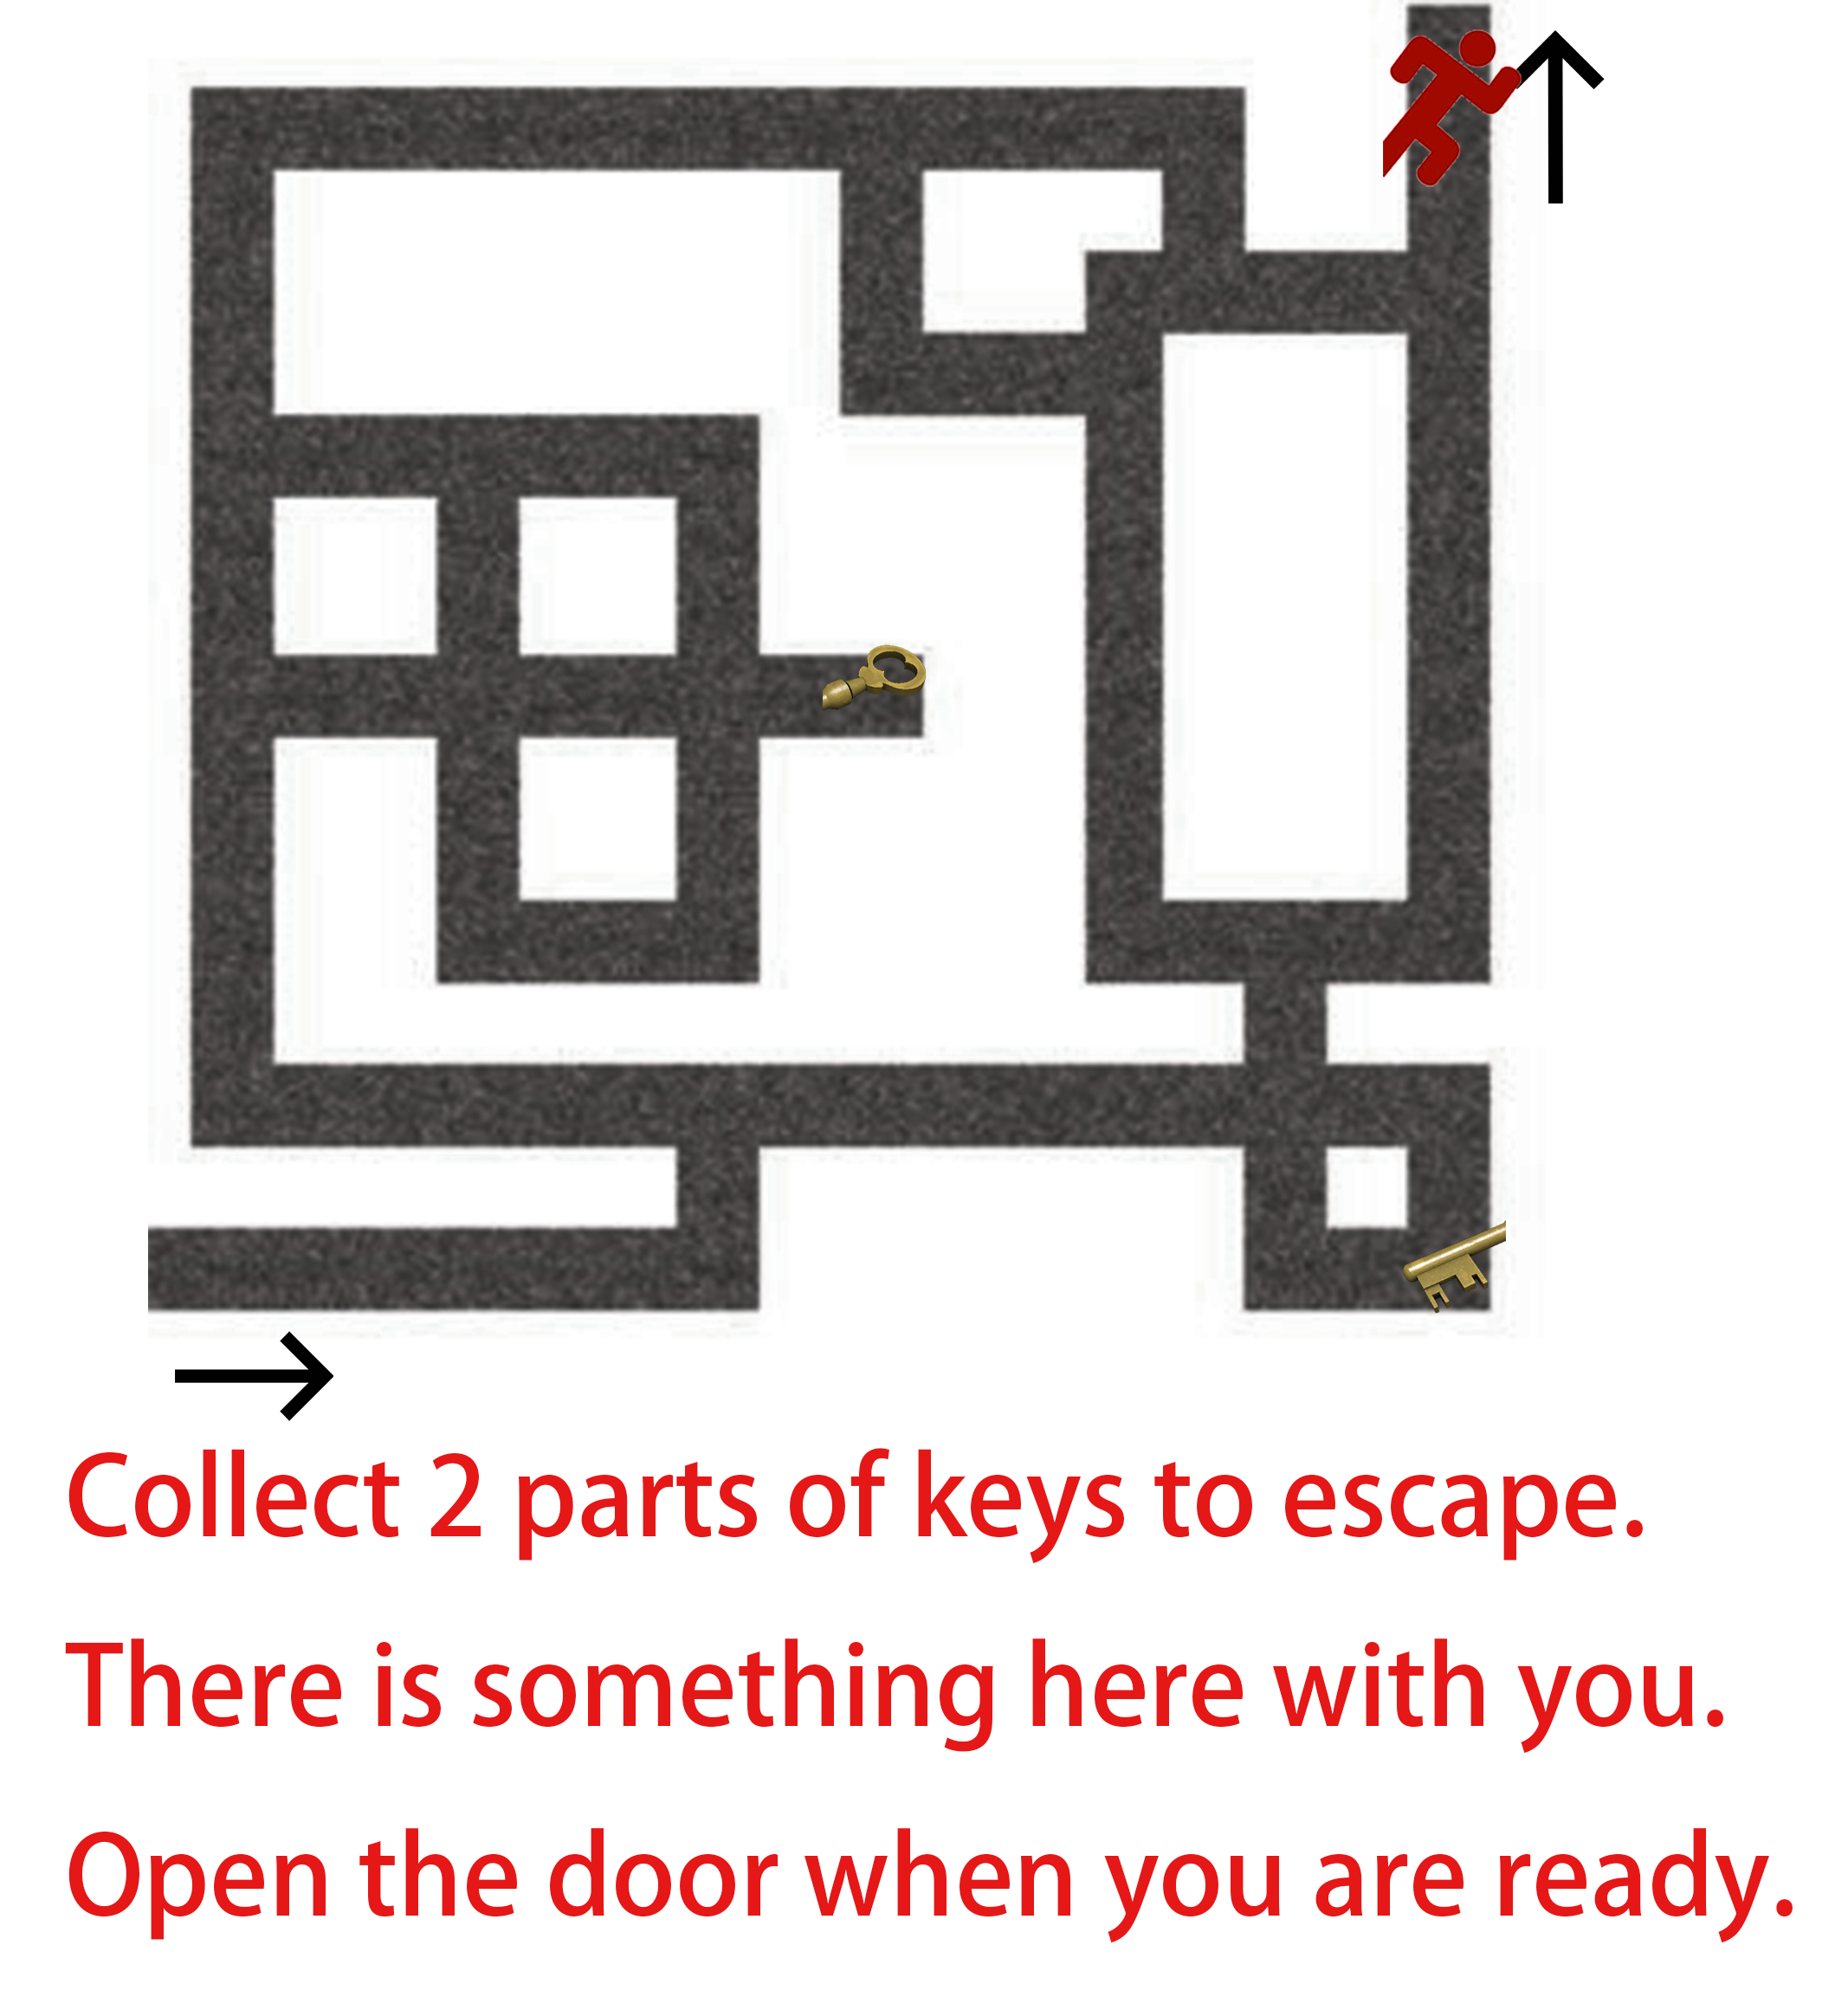 Collect 2 parts of keys to escape.
There is something here with you.
Open the door when you are ready.